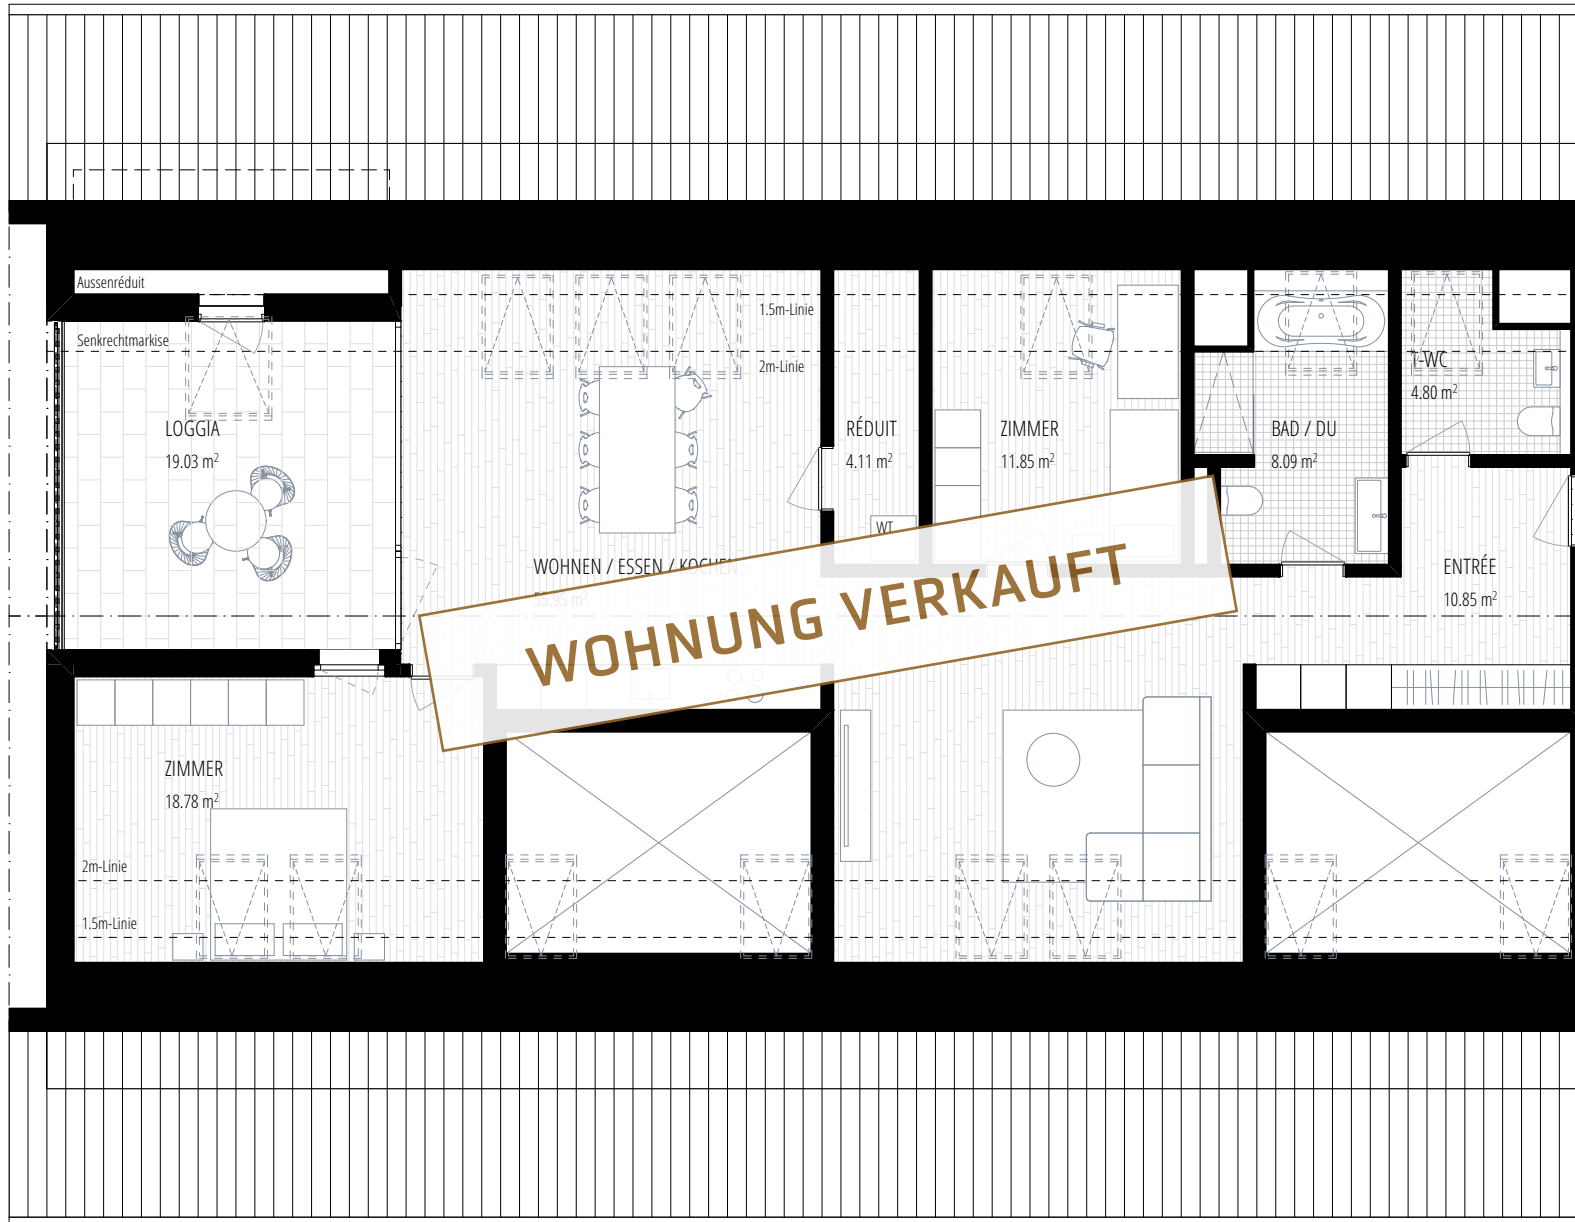 Aussenréduit
Senkrechtmarkise
LOGGIA
19.03 m²
1.5m-Linie
2m-Linie
WOHNEN / ESSEN / KOCHEN
RÉDUIT
4.11 m²
WT
ZIMMER
11.85 m²
BAD / DU
8.09 m²
T-WC
4.80 m²
ENTRÉE
10.85 m²
WOHNUNG VERKAUFT
ZIMMER
18.78 m²
2m-Linie
1.5m-Linie